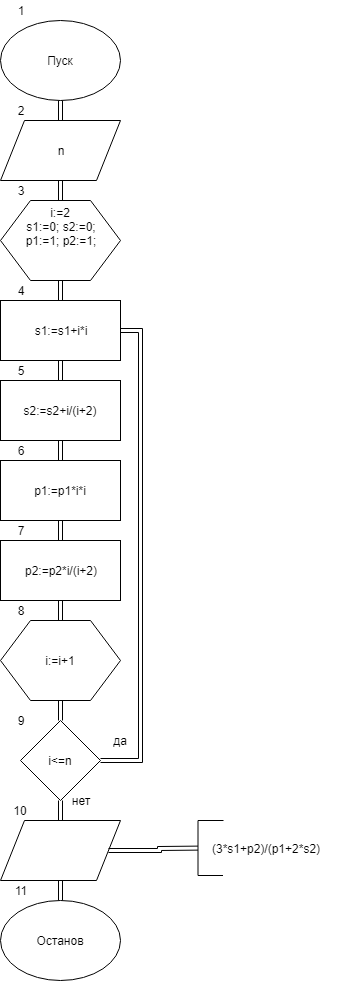 1
Пуск
2
n
3
i:=2
s1:=0; s2:=0;
p1:=1; p2:=1;
4
s1:=s1+i*i
5
s2:=s2+i/(i+2)
6
p1:=p1*i*i
7
p2:=p2*i/(i+2)
8
i:=i+1
9
да
i<=n
нет
10
(3*s1+p2)/(p1+2*s2)
11
Останов